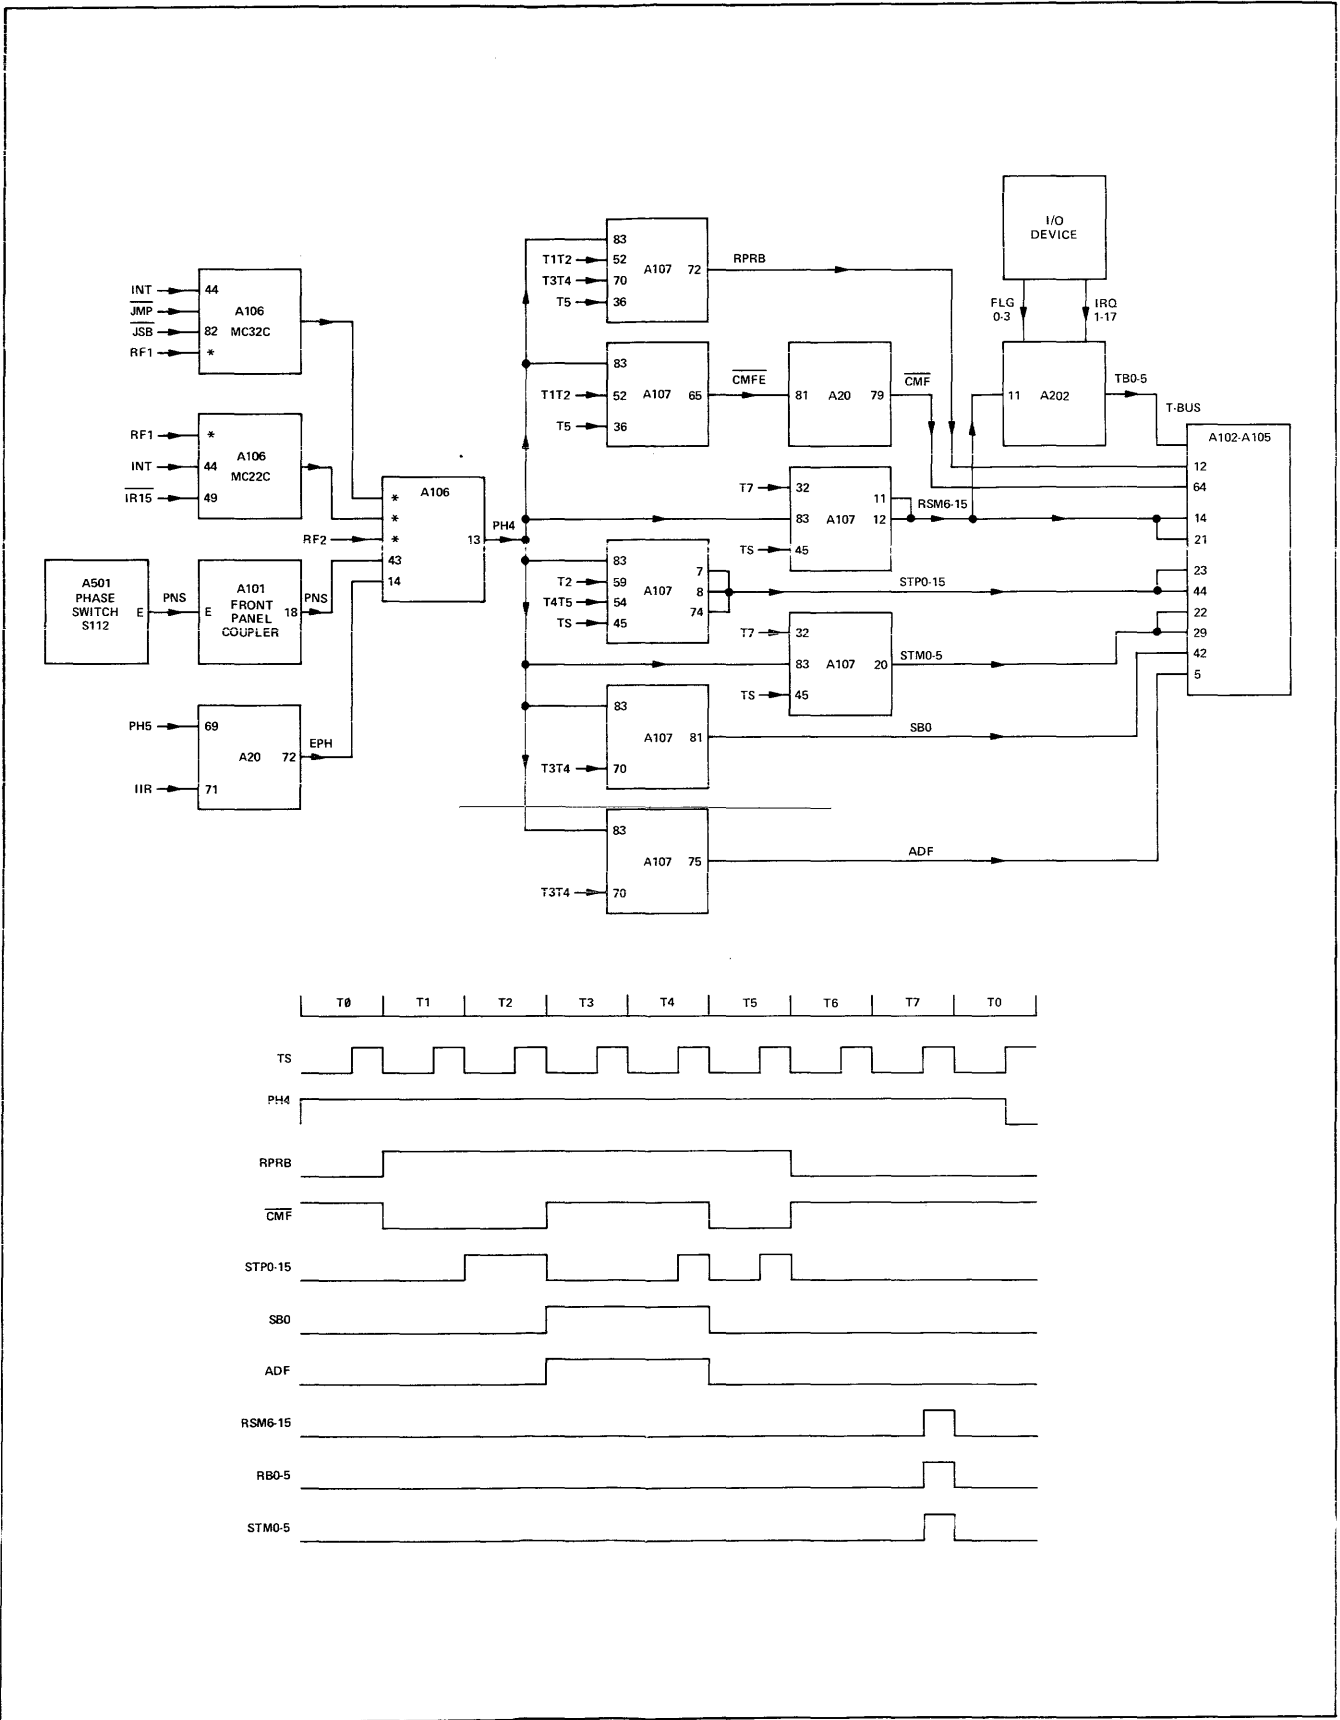 I/O
DEVICE
FLG
0-3
IRQ
1-17
11 A202
TB0-5
T-BUS
INT 44
JMP A106
JSB 82 MC32C
RF1 *
RF1 *
INT 44 A106
IR15 49 MC22C
A501
PHASE
SWITCH
S112
E
PNS
E
A101
FRONT
PANEL
COUPLER
18
PNS
PH5 69
A20 72 EPH
IIR 71
* A106
*
RF2 *
43
14
13 PH4
83
T1T2 52
T3T4 70
T5 36
A107 72 RPRB
83
T1T2 52
T5 36
A107 65
CMFE
81 A20 79
CMF
T7 32
83 A107
TS 45
11
12
RSM6-15
83
T2 59
T4T5 54
TS 45
A107
7
8
74
STP0-15
T7 32
83 A107 20
TS 45
STM0-5
83
A107 81
T3T4 70
SB0
83
A107 75
T3T4 70
ADF
A102-A105
12
64
14
21
23
44
22
29
42
5
TØ T1 T2 T3 T4 T5 T6 T7 T0
TS
PH4
RPRB
CMF
STP0-15
SB0
ADF
RSM6-15
RB0-5
STM0-5